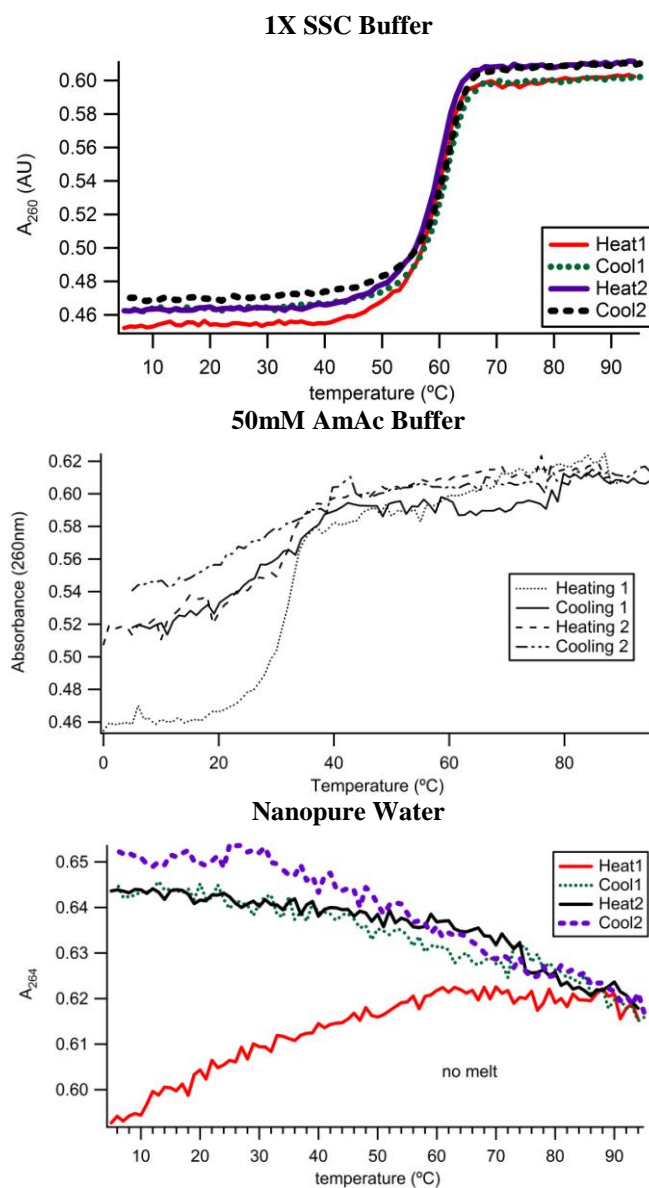 1X SSC Buffer
A260 (AU)
0.60
0.58
0.56
0.54
0.52
0.50
0.48
0.46
Heat1
Cool1
Heat2
Cool2
10 20 30 40 50 60 70 80 90
temperature (ºC)
50mM AmAc Buffer
Absorbance (260nm)
0.62
0.60
0.58
0.56
0.54
0.52
0.50
0.48
0.46
Heating 1
Cooling 1
Heating 2
Cooling 2
0 20 40 60 80
Temperature (ºC)
Nanopure Water
A264
0.65
0.64
0.63
0.62
0.61
0.60
Heat1
Cool1
Heat2
Cool2
no melt
10 20 30 40 50 60 70 80 90
temperature (ºC)